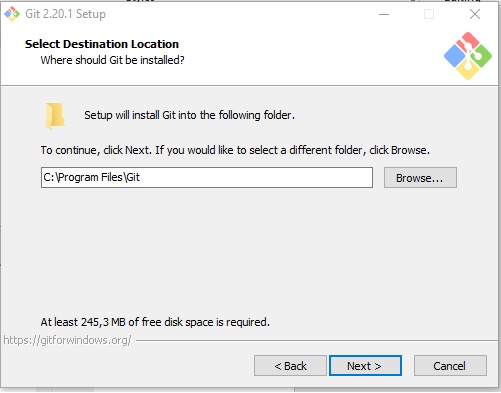 Git 2.20.1 Setup
Select Destination Location
Where should Git be installed?
Setup will install Git into the following folder.
To continue, click Next. If you would like to select a different folder, click Browse.
C:\Program Files\Git
Browse...
At least 245,3 MB of free disk space is required.
https://gitforwindows.org/
< Back
Next >
Cancel